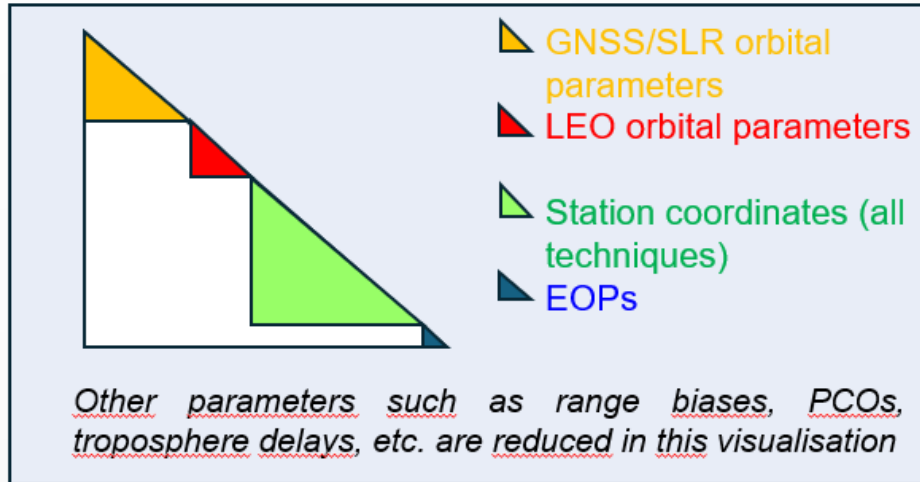 GNSS/SLR orbital
parameters
LEO orbital parameters
Station coordinates (all
techniques)
EOPs
Other parameters such as range biases, PCOs,
troposphere delays, etc. are reduced in this visualisation